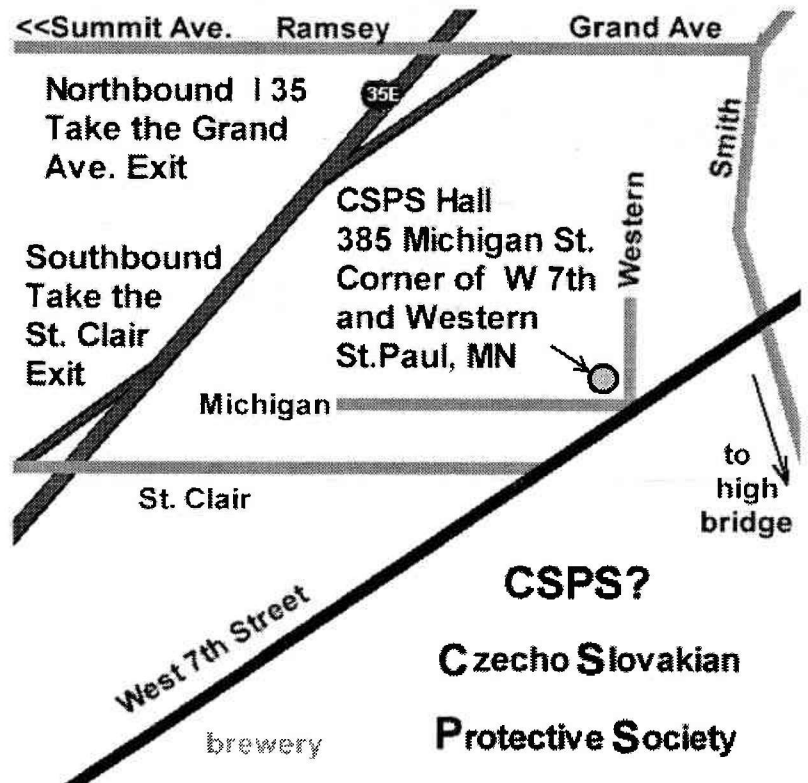 <<Summit Ave.   Ramsey   Grand Ave
Northbound I 35
Take the Grand
Ave. Exit
35E
Smith
CSPS Hall
385 Michigan St.
Corner of W 7th
and Western
St.Paul, MN
Western
Southbound
Take the
St. Clair
Exit
Michigan
St. Clair
to
high
bridge
West 7th Street
brewery
CSPS?
Czecho Slovakian
Protective Society